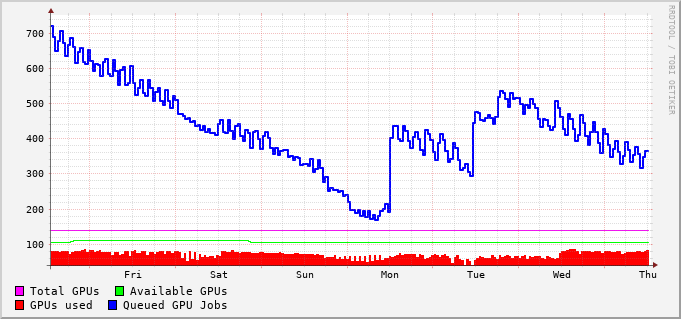 RRDTOOL / TOBI OETIKER
700
600
500
400
300
200
100
Fri Sat Sun Mon Tue Wed Thu
Total GPUs Available GPUs
GPUs used Queued GPU Jobs